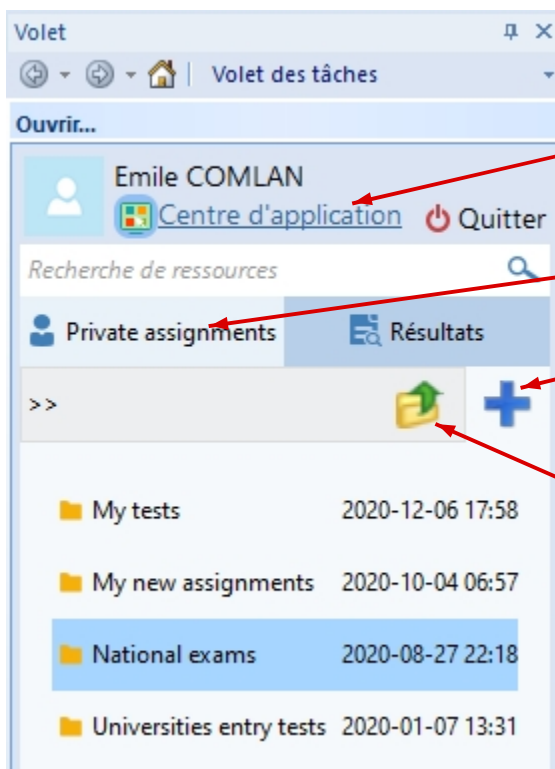 Volet
Volet des tâches
Ouvrir...
Emile COMLAN
Centre d'application Quitter
Recherche de ressources
Private assignments Résultats
>>
My tests 2020-12-06 17:58
My new assignments 2020-10-04 06:57
National exams 2020-08-27 22:18
Universities entry tests 2020-01-07 13:31